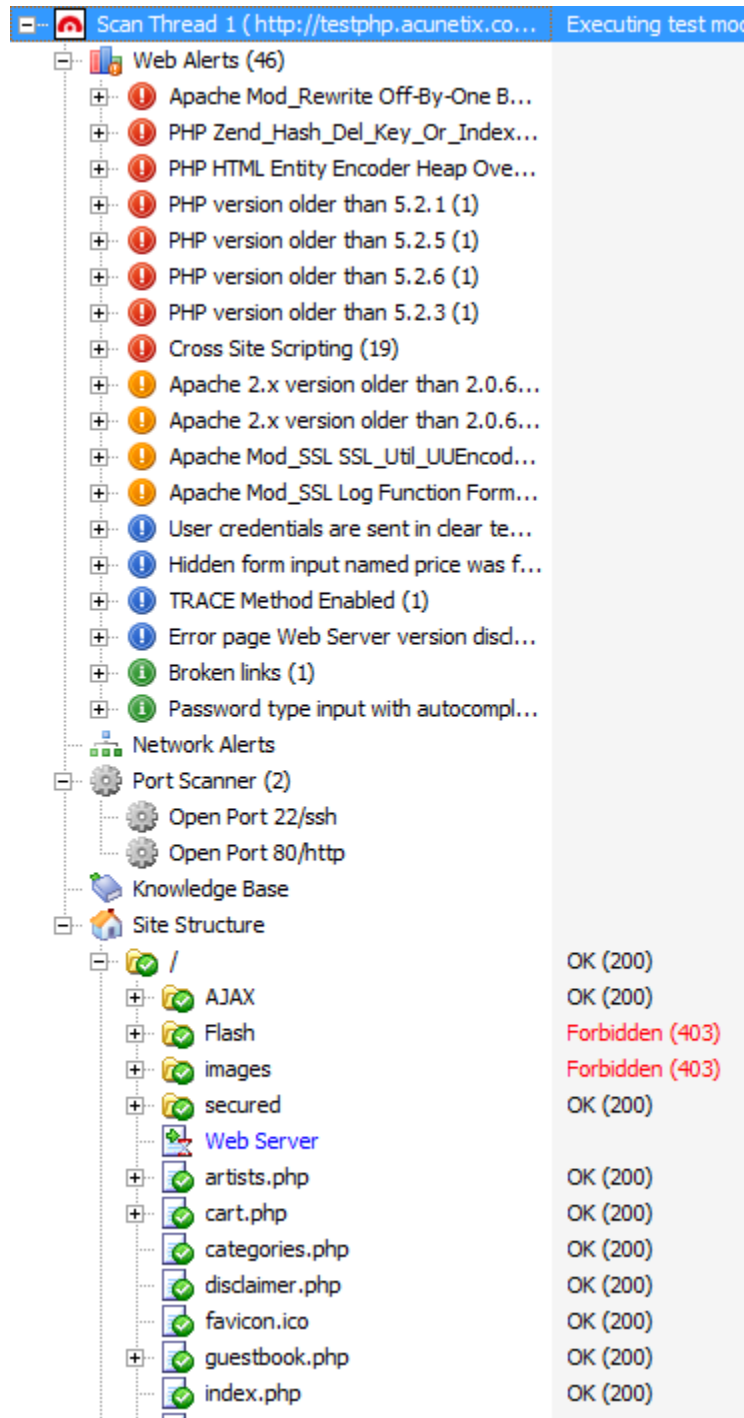 Scan Thread 1 ( http://testphp.acunetix.co... Executing test mod
Web Alerts (46)
Apache Mod_Rewrite Off-By-One B...
PHP Zend_Hash_Del_Key_Or_Index...
PHP HTML Entity Encoder Heap Ove...
PHP version older than 5.2.1 (1)
PHP version older than 5.2.5 (1)
PHP version older than 5.2.6 (1)
PHP version older than 5.2.3 (1)
Cross Site Scripting (19)
Apache 2.x version older than 2.0.6...
Apache 2.x version older than 2.0.6...
Apache Mod_SSL SSL_Util_UUEncod...
Apache Mod_SSL Log Function Form...
User credentials are sent in clear te...
Hidden form input named price was f...
TRACE Method Enabled (1)
Error page Web Server version discl...
Broken links (1)
Password type input with autocompl...
Network Alerts
Port Scanner (2)
Open Port 22/ssh
Open Port 80/http
Knowledge Base
Site Structure
/ OK (200)
AJAX OK (200)
Flash Forbidden (403)
images Forbidden (403)
secured OK (200)
Web Server
artists.php OK (200)
cart.php OK (200)
categories.php OK (200)
disclaimer.php OK (200)
favicon.ico OK (200)
guestbook.php OK (200)
index.php OK (200)